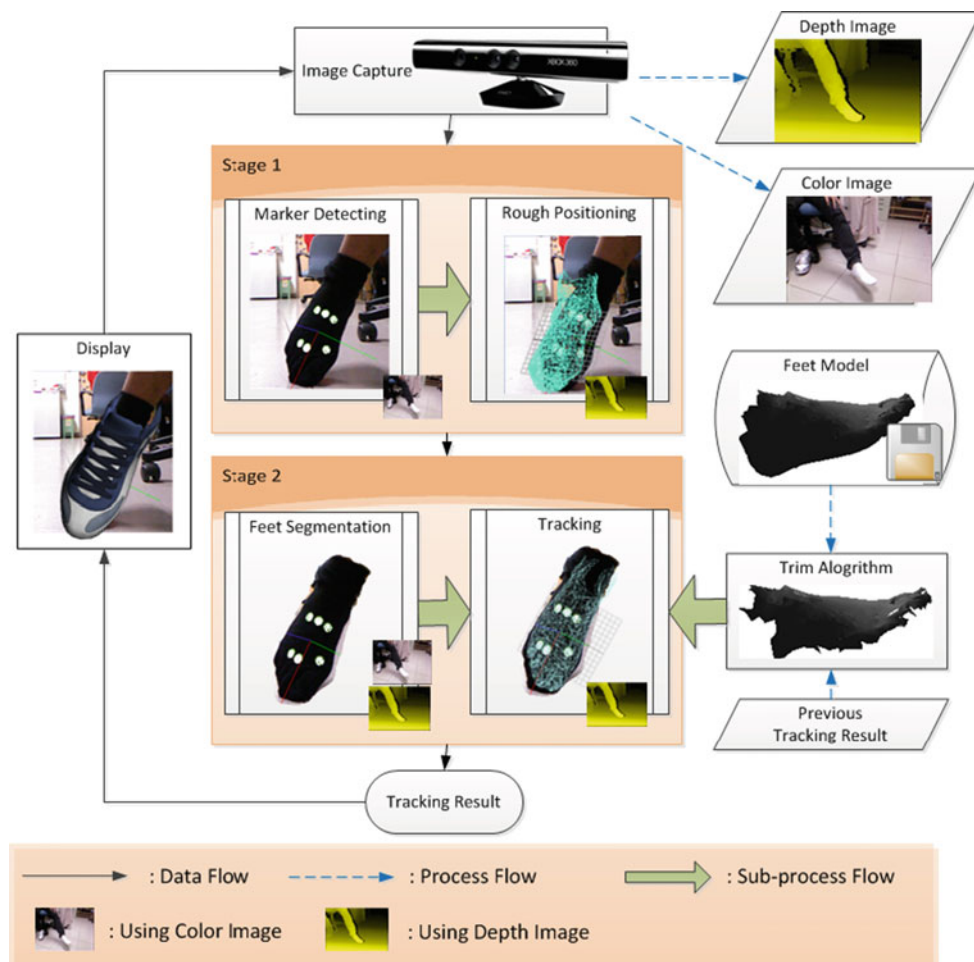 Depth Image
Image Capture
XBOX 360
Stage 1
Color Image
Marker Detecting
Rough Positioning
Display
Feet Model
Stage 2
Feet Segmentation
Tracking
Trim Alogrithm
Previous
Tracking Result
Tracking Result
: Data Flow
: Process Flow
: Sub-process Flow
: Using Color Image
: Using Depth Image